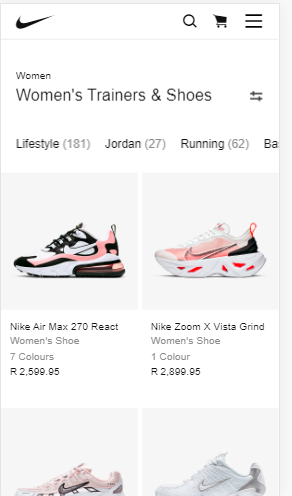 Women
Women's Trainers & Shoes
Lifestyle (181) Jordan (27) Running (62) Ba
Nike Air Max 270 React
Women's Shoe
7 Colours
R 2,599.95
Nike Zoom X Vista Grind
Women's Shoe
1 Colour
R 2,899.95